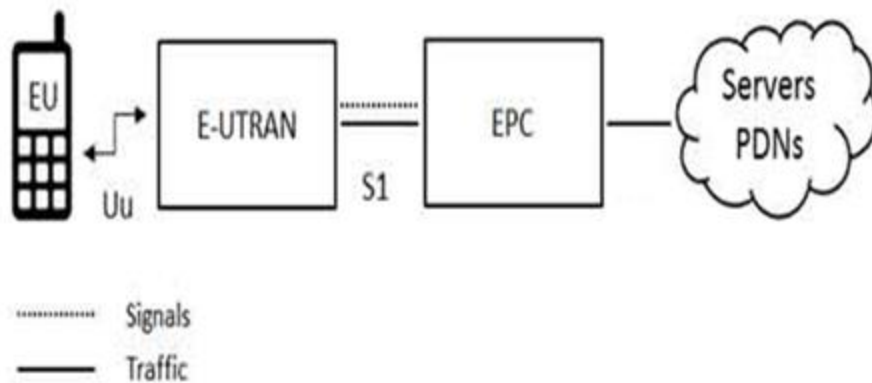 EU
Uu
E-UTRAN
S1
EPC
Servers
PDNs
Signals
Traffic